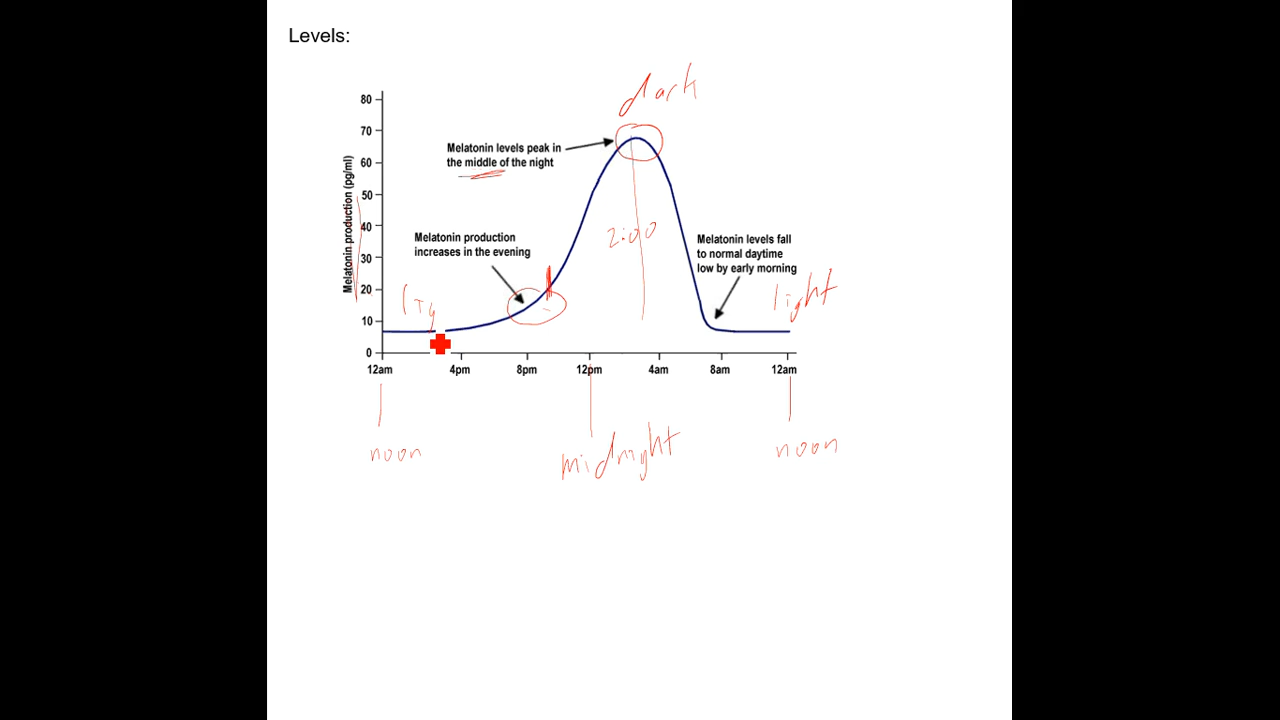 Levels:
dark
80
70
60
50
40
30
20
10
0
Melatonin production (pg/ml)
Melatonin levels peak in
the middle of the night
Melatonin production
increases in the evening
2:00
Melatonin levels fall
to normal daytime
low by early morning
light
12am 4pm 8pm 12pm 4am 8am 12am
noon midnight noon